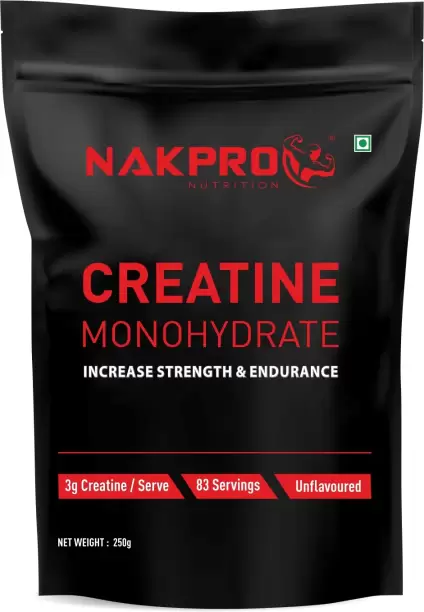 NAKPRO
NUTRITION
CREATINE
MONOHYDRATE
INCREASE STRENGTH & ENDURANCE
3g Creatine / Serve 83 Servings Unflavoured
NET WEIGHT : 250g